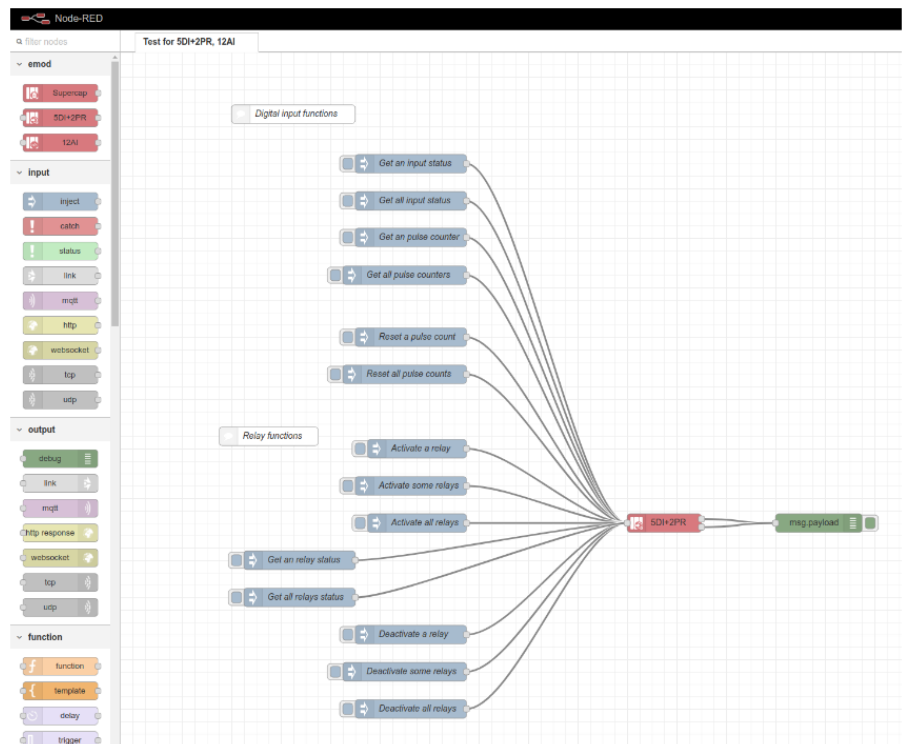 Node-RED
filter nodes
Test for 5DI+2PR, 12AI
emod
Supercap
5DI+2PR
12AI
input
inject
catch
status
link
mqtt
http
websocket
tcp
udp
output
debug
link
mqtt
http response
websocket
tcp
udp
function
function
template
delay
trigger
Digital input functions
Get an input status
Get all input status
Get an pulse counter
Get all pulse counters
Reset a pulse count
Reset all pulse counts
Relay functions
Activate a relay
Activate some relays
Activate all relays
Get an relay status
Get all relays status
Deactivate a relay
Deactivate some relays
Deactivate all relays
5DI+2PR
msg.payload